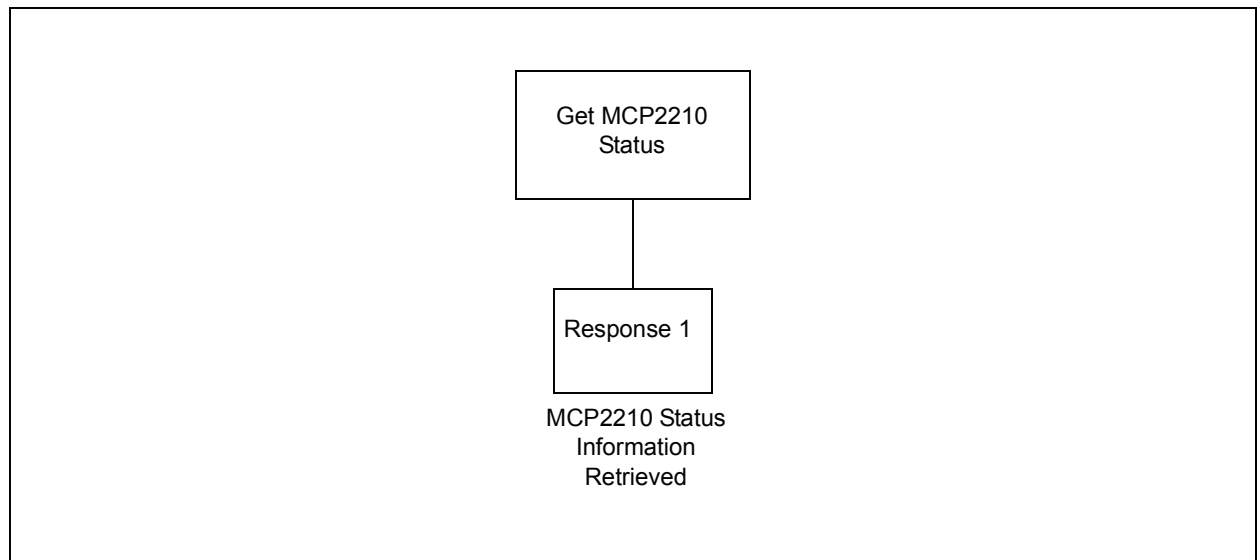 Get MCP2210
Status
Response 1
MCP2210 Status
Information
Retrieved